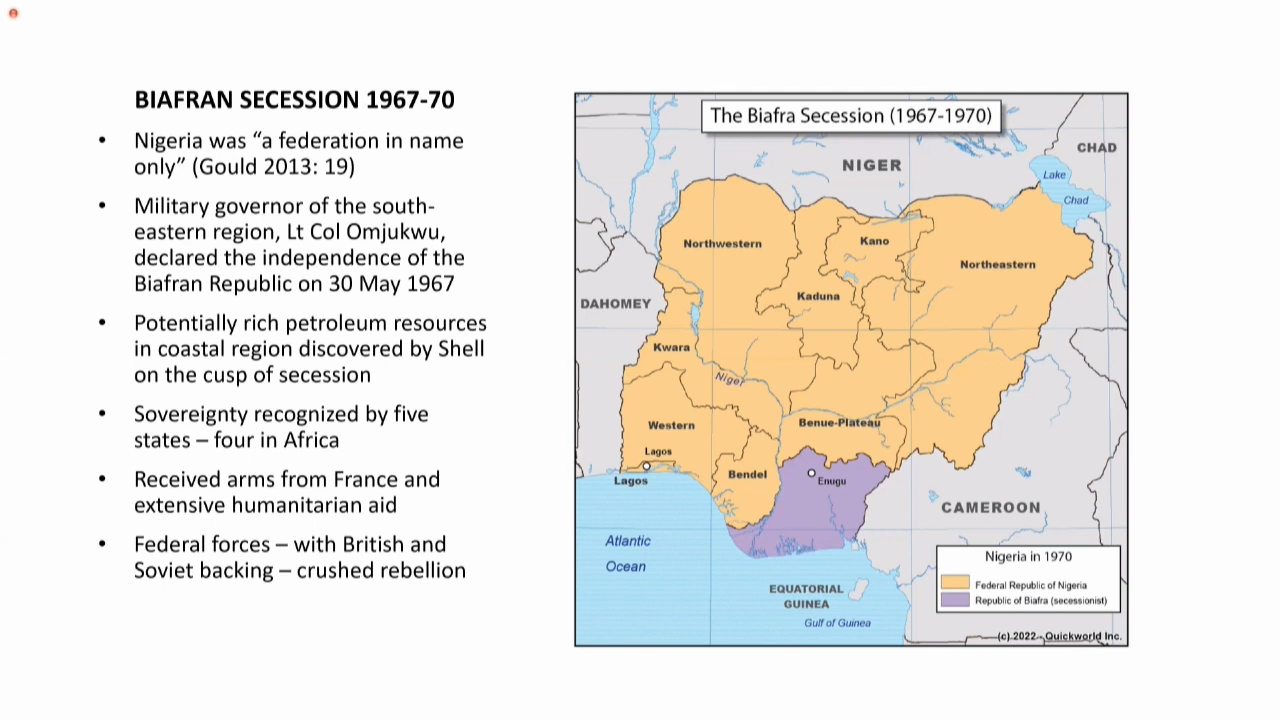 BIAFRAN SECESSION 1967-70
• Nigeria was “a federation in name
only” (Gould 2013: 19)
• Military governor of the south-
eastern region, Lt Col Omjukwu,
declared the independence of the
Biafran Republic on 30 May 1967
• Potentially rich petroleum resources
in coastal region discovered by Shell
on the cusp of secession
• Sovereignty recognized by five
states – four in Africa
• Received arms from France and
extensive humanitarian aid
• Federal forces – with British and
Soviet backing – crushed rebellion
The Biafra Secession (1967-1970)
NIGER
CHAD
Lake
Chad
Northwestern
Kano
Northeastern
Kaduna
DAHOMEY
Kwara
Niger
Western
Benue-Plateau
Lagos
Lagos
Bendel
Enugu
CAMEROON
Atlantic
Ocean
EQUATORIAL
GUINEA
Gulf of Guinea
Nigeria in 1970
Federal Republic of Nigeria
Republic of Biafra (secessionist)
(c) 2022 - Quickworld Inc.